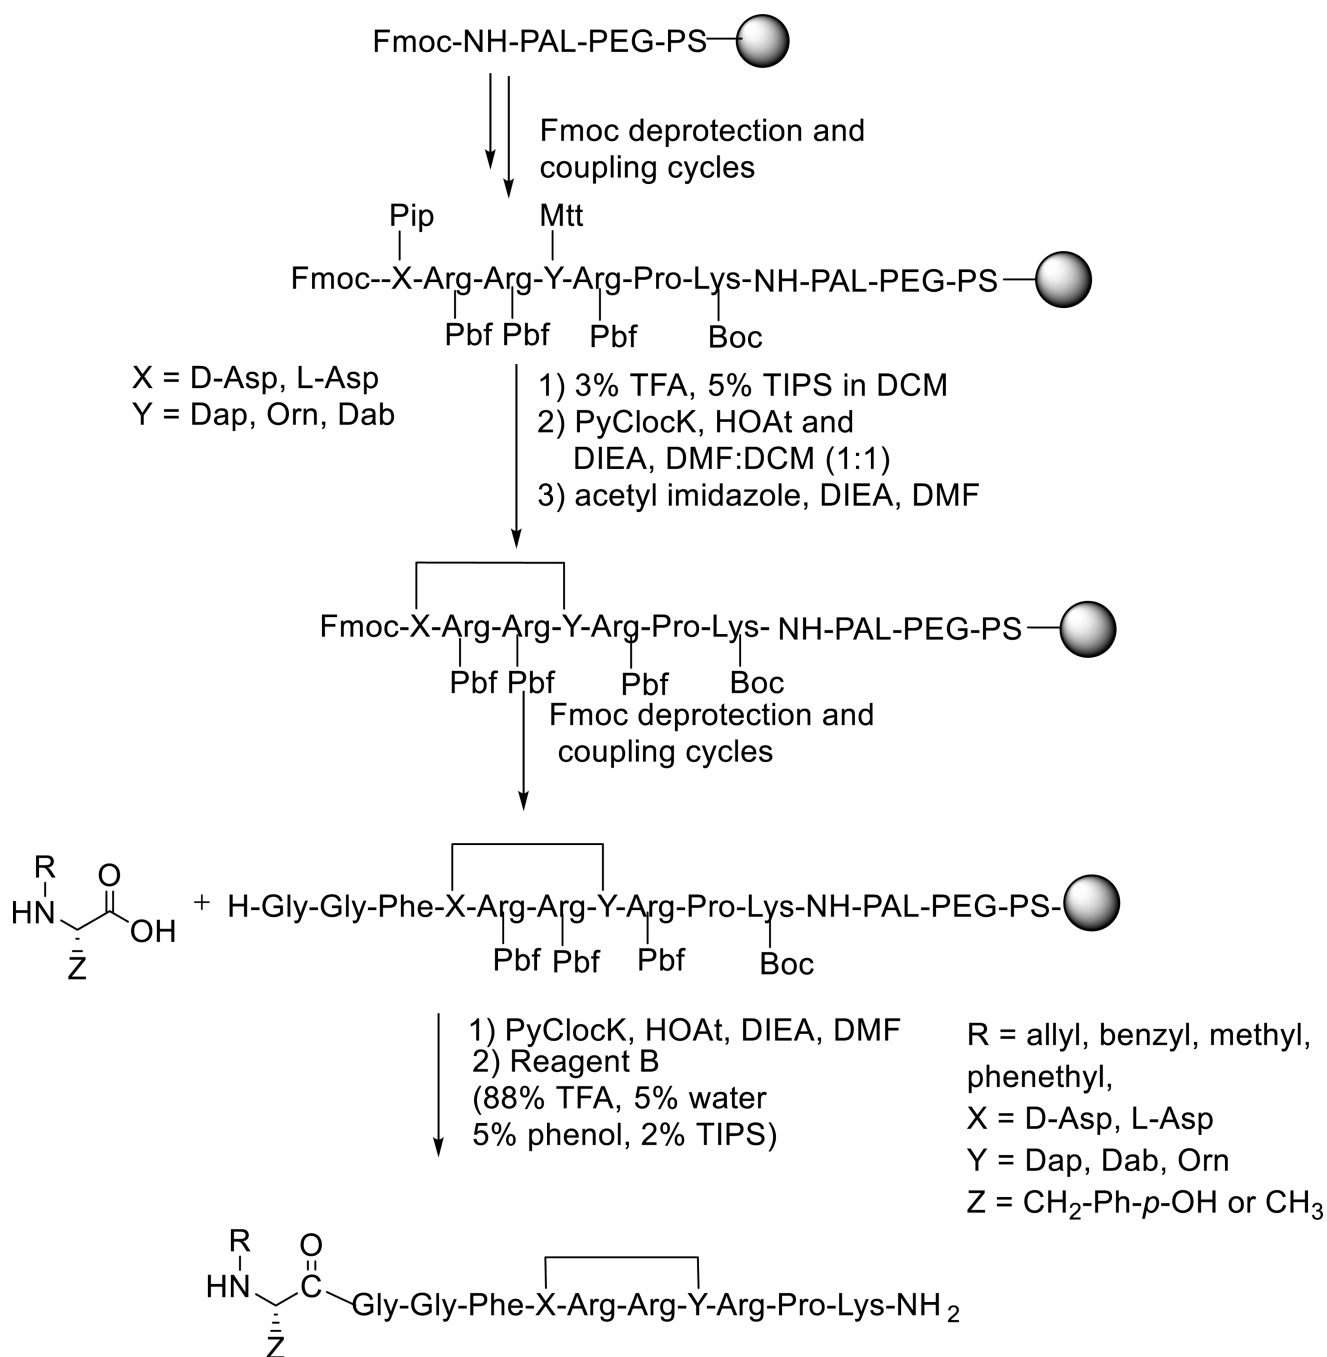 Fmoc-NH-PAL-PEG-PS
Fmoc deprotection and
coupling cycles
Pip Mtt
Fmoc--X-Arg-Arg-Y-Arg-Pro-Lys-NH-PAL-PEG-PS
Pbf Pbf Pbf Boc
X = D-Asp, L-Asp
Y = Dap, Orn, Dab
1) 3% TFA, 5% TIPS in DCM
2) PyClocK, HOAt and
DIEA, DMF:DCM (1:1)
3) acetyl imidazole, DIEA, DMF
Fmoc-X-Arg-Arg-Y-Arg-Pro-Lys- NH-PAL-PEG-PS
Pbf Pbf Pbf Boc
Fmoc deprotection and
coupling cycles
R O
HN OH
Z
+ H-Gly-Gly-Phe-X-Arg-Arg-Y-Arg-Pro-Lys-NH-PAL-PEG-PS-
Pbf Pbf Pbf Boc
1) PyClocK, HOAt, DIEA, DMF
2) Reagent B
(88% TFA, 5% water
5% phenol, 2% TIPS)
R = allyl, benzyl, methyl,
phenethyl,
X = D-Asp, L-Asp
Y = Dap, Dab, Orn
Z = CH2-Ph-p-OH or CH3
R O
HN C Gly-Gly-Phe-X-Arg-Arg-Y-Arg-Pro-Lys-NH2
Z